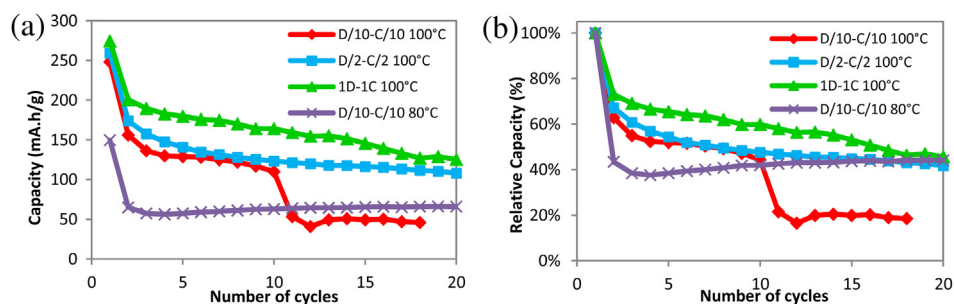 (a)
300
250
200
150
100
50
0
Capacity (mA.h/g)
0 5 10 15 20
Number of cycles
D/10-C/10 100°C
D/2-C/2 100°C
1D-1C 100°C
D/10-C/10 80°C
(b)
100%
80%
60%
40%
20%
0%
Relative Capacity (%)
0 5 10 15 20
Number of cycles
D/10-C/10 100°C
D/2-C/2 100°C
1D-1C 100°C
D/10-C/10 80°C